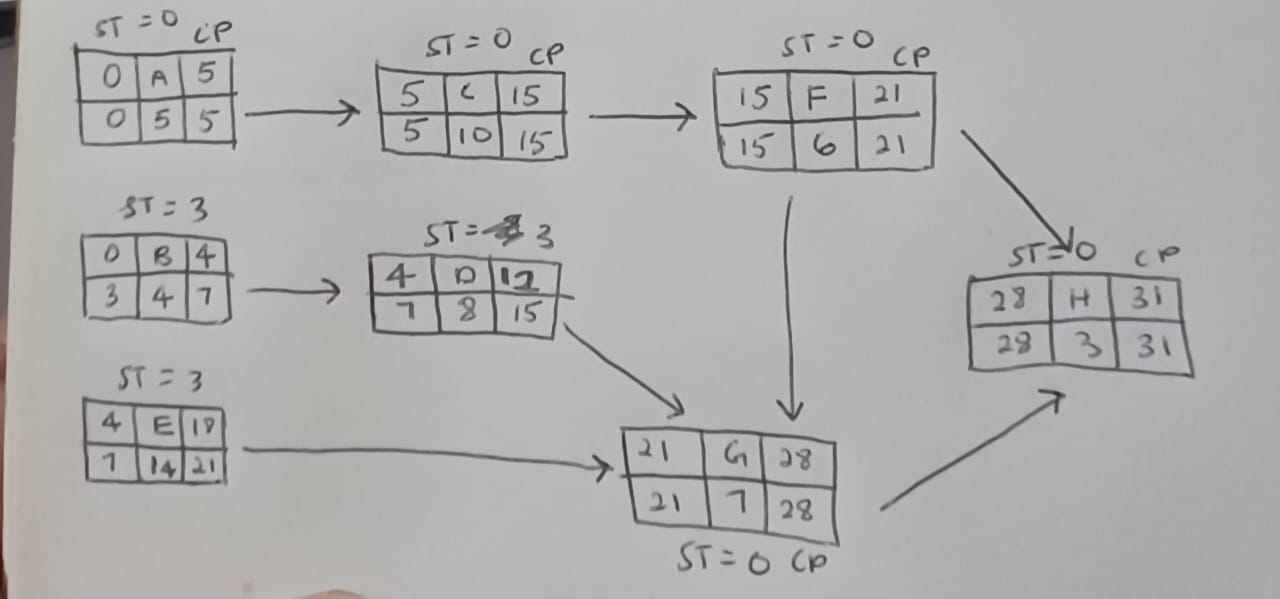 ST = 0 CP
0 A 5
0 5 5
ST = 0 CP
5 C 15
5 10 15
ST = 0 CP
15 F 21
15 6 21
ST = 3
0 B 4
3 4 7
ST = 3
4 D 12
7 8 15
ST = 0 CP
28 H 31
28 3 31
ST = 3
4 E 18
7 14 21
21 G 28
21 7 28
ST = 0 CP